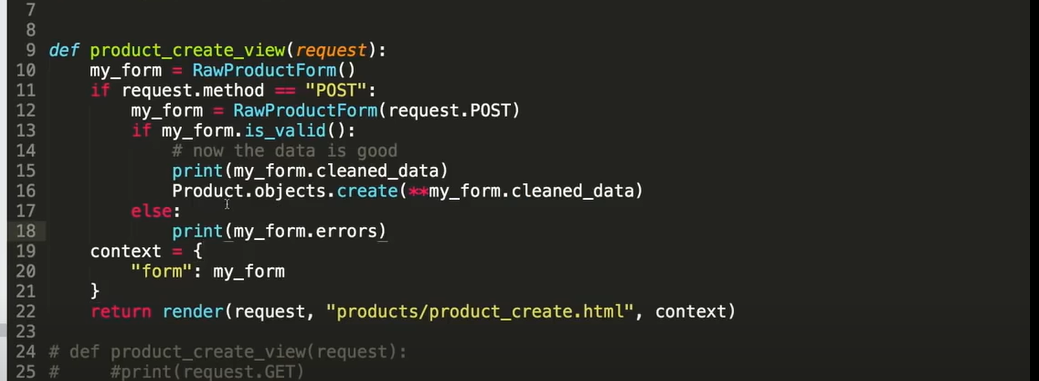 7
8
9 def product_create_view(request):
10     my_form = RawProductForm()
11     if request.method == "POST":
12         my_form = RawProductForm(request.POST)
13         if my_form.is_valid():
14             # now the data is good
15             print(my_form.cleaned_data)
16             Product.objects.create(**my_form.cleaned_data)
17         else:
18             print(my_form.errors)
19     context = {
20         "form": my_form
21     }
22     return render(request, "products/product_create.html", context)
23
24 # def product_create_view(request):
25 #     #print(request.GET)